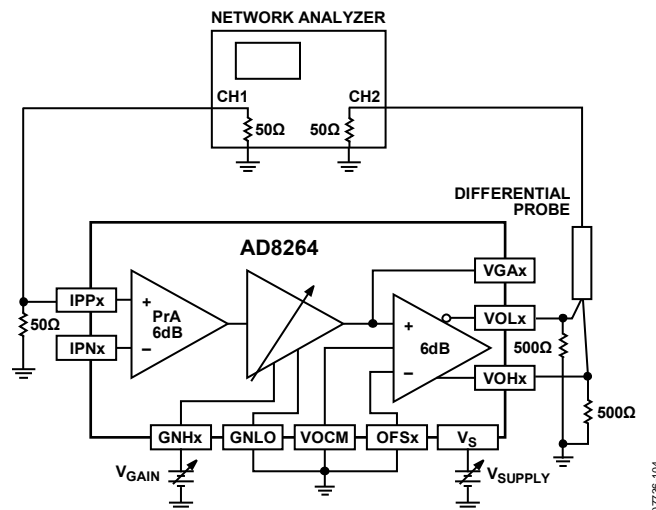 NETWORK ANALYZER
CH1
CH2
50Ω
50Ω
DIFFERENTIAL
PROBE
AD8264
VGAx
IPPx
PrA
6dB
+
−
VOLx
50Ω
IPNx
+
6dB
−
500Ω
VOHx
500Ω
GNHx
GNLO
VOCM
OFSx
VS
VGAIN
VSUPPLY